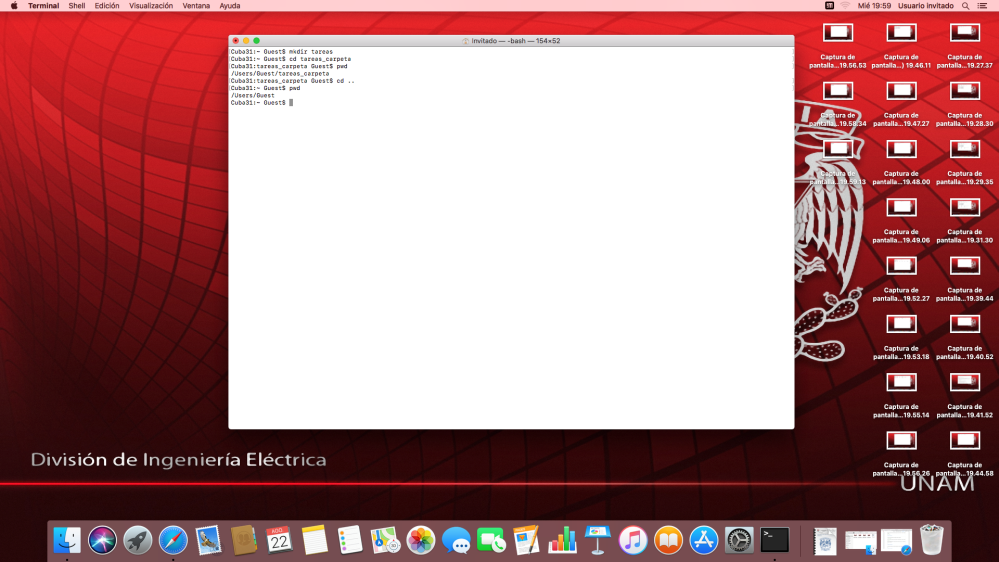 Terminal Shell Edición Visualización Ventana Ayuda
Mié 19:59 Usuario invitado
Invitado — -bash — 154×52
Cuba31:~ Guest$ mkdir tareas
Cuba31:~ Guest$ cd tareas_carpeta
Cuba31:tareas_carpeta Guest$ pwd
/Users/Guest/tareas_carpeta
Cuba31:tareas_carpeta Guest$ cd ..
Cuba31:~ Guest$ pwd
/Users/Guest
Cuba31:~ Guest$
Captura de Captura de Captura de
pantalla...19.56.53 pantalla...) 19.46.11 pantalla...19.27.37
Captura de Captura de Captura de
pantalla...19.58.34 pantalla...19.47.27 pantalla...19.28.30
Captura de Captura de Captura de
pantalla...19.59.13 pantalla...19.48.00 pantalla...19.29.35
Captura de Captura de
pantalla...19.49.06 pantalla...19.31.30
Captura de Captura de
pantalla...19.52.27 pantalla...19.39.44
Captura de Captura de
pantalla...19.53.18 pantalla...19.40.52
Captura de Captura de
pantalla...19.55.14 pantalla...19.41.52
Captura de Captura de
pantalla...19.56.26 pantalla...19.44.58
División de Ingeniería Eléctrica
UNAM
AGO
22